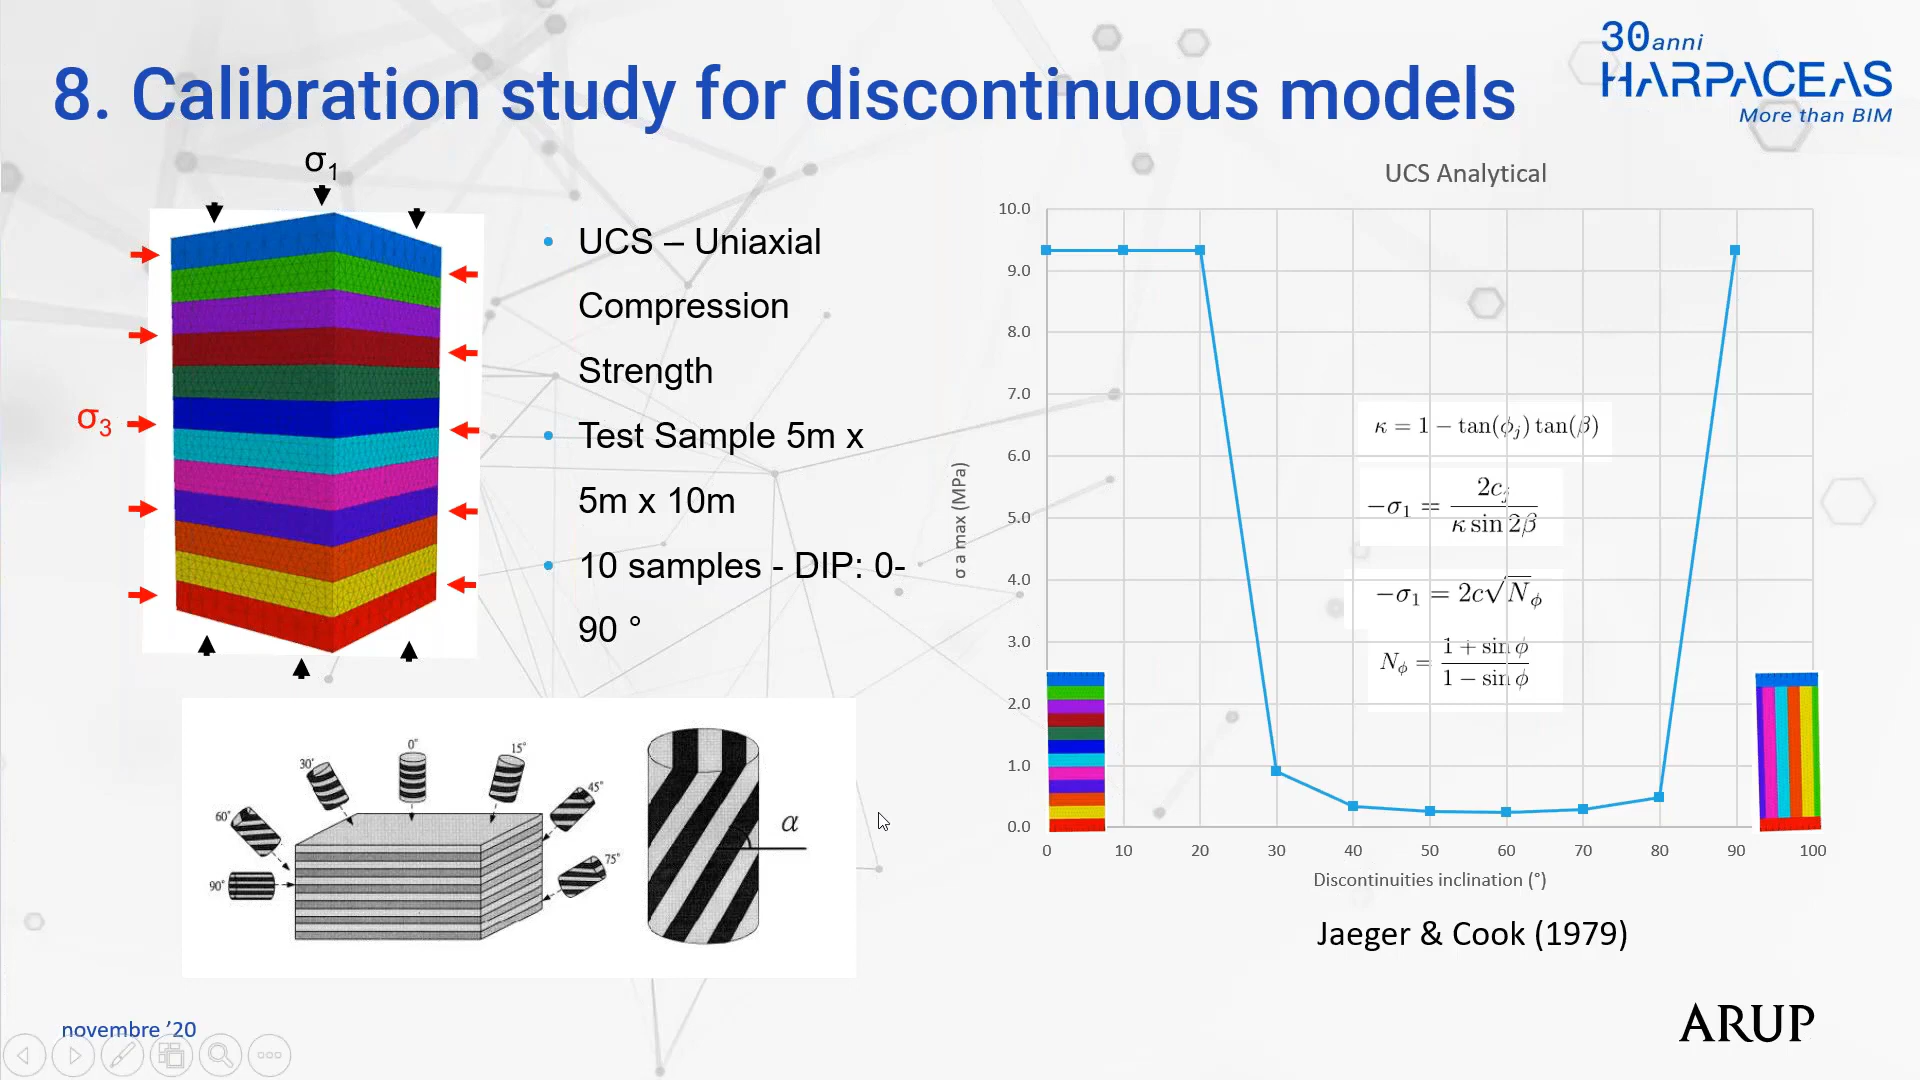 30anni
HARPACEAS
More than BIM
8. Calibration study for discontinuous models
σ1
σ3
• UCS – Uniaxial
Compression
Strength
• Test Sample 5m x
5m x 10m
• 10 samples - DIP: 0-
90 °
0°
15°
30°
45°
60°
75°
90°
α
UCS Analytical
10.0
9.0
8.0
7.0
6.0
5.0
4.0
3.0
2.0
1.0
0.0
σ a max (MPa)
κ = 1 − tan(ϕj) tan(β)
−σ1 = 2cj / κ sin 2β
−σ1 = 2c√Nϕ
Nϕ = 1 + sin ϕ / 1 − sin ϕ
0 10 20 30 40 50 60 70 80 90 100
Discontinuities inclination (°)
Jaeger & Cook (1979)
novembre ’20
ARUP